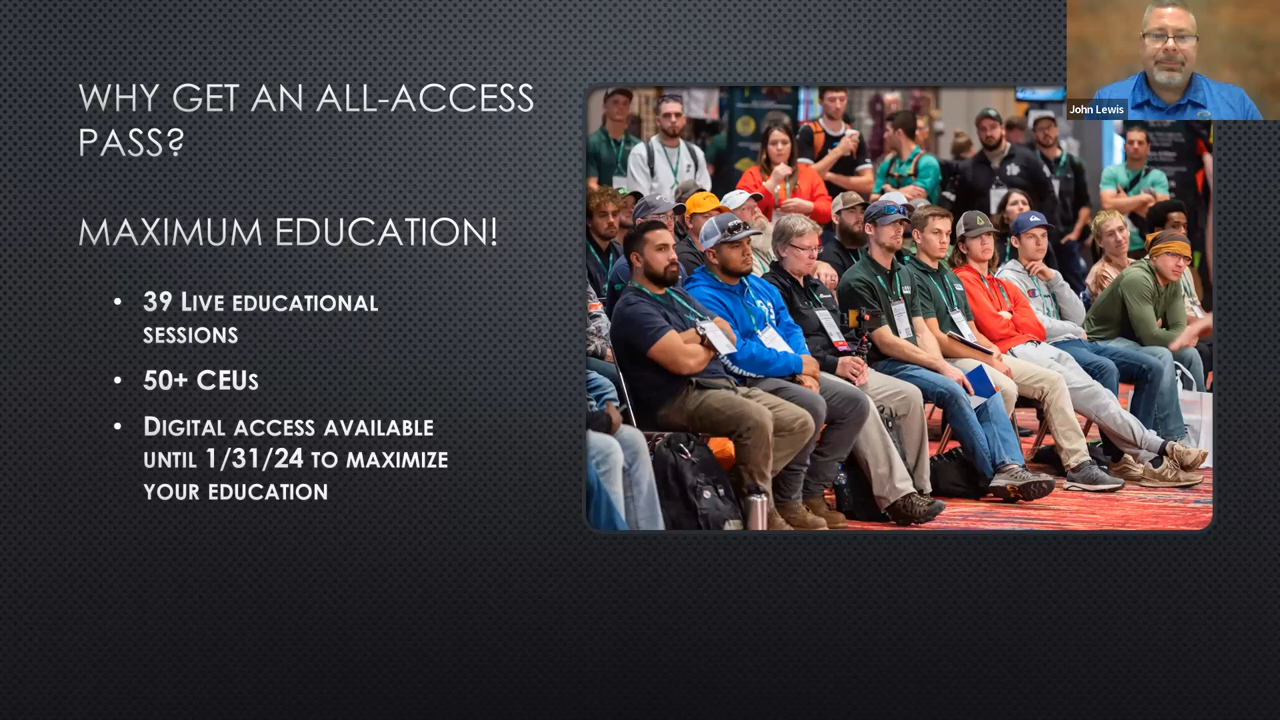 WHY GET AN ALL-ACCESS
PASS?
MAXIMUM EDUCATION!
• 39 LIVE EDUCATIONAL
SESSIONS
• 50+ CEUs
• DIGITAL ACCESS AVAILABLE
UNTIL 1/31/24 TO MAXIMIZE
YOUR EDUCATION
John Lewis